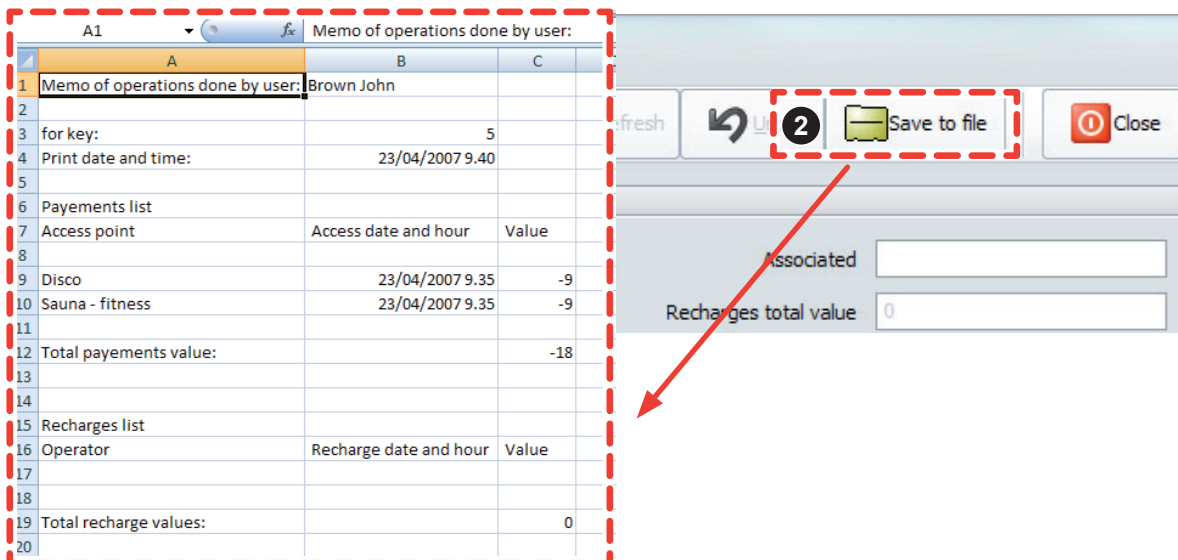 A1 fx Memo of operations done by user:
A B C
1 Memo of operations done by user: Brown John
2
3 for key: 5
4 Print date and time: 23/04/2007 9.40
5
6 Payements list
7 Access point Access date and hour Value
8
9 Disco 23/04/2007 9.35 -9
10 Sauna - fitness 23/04/2007 9.35 -9
11
12 Total payements value: -18
13
14
15 Recharges list
16 Operator Recharge date and hour Value
17
18
19 Total recharge values: 0
20
efresh U 2 Save to file Close
Associated
Recharges total value 0